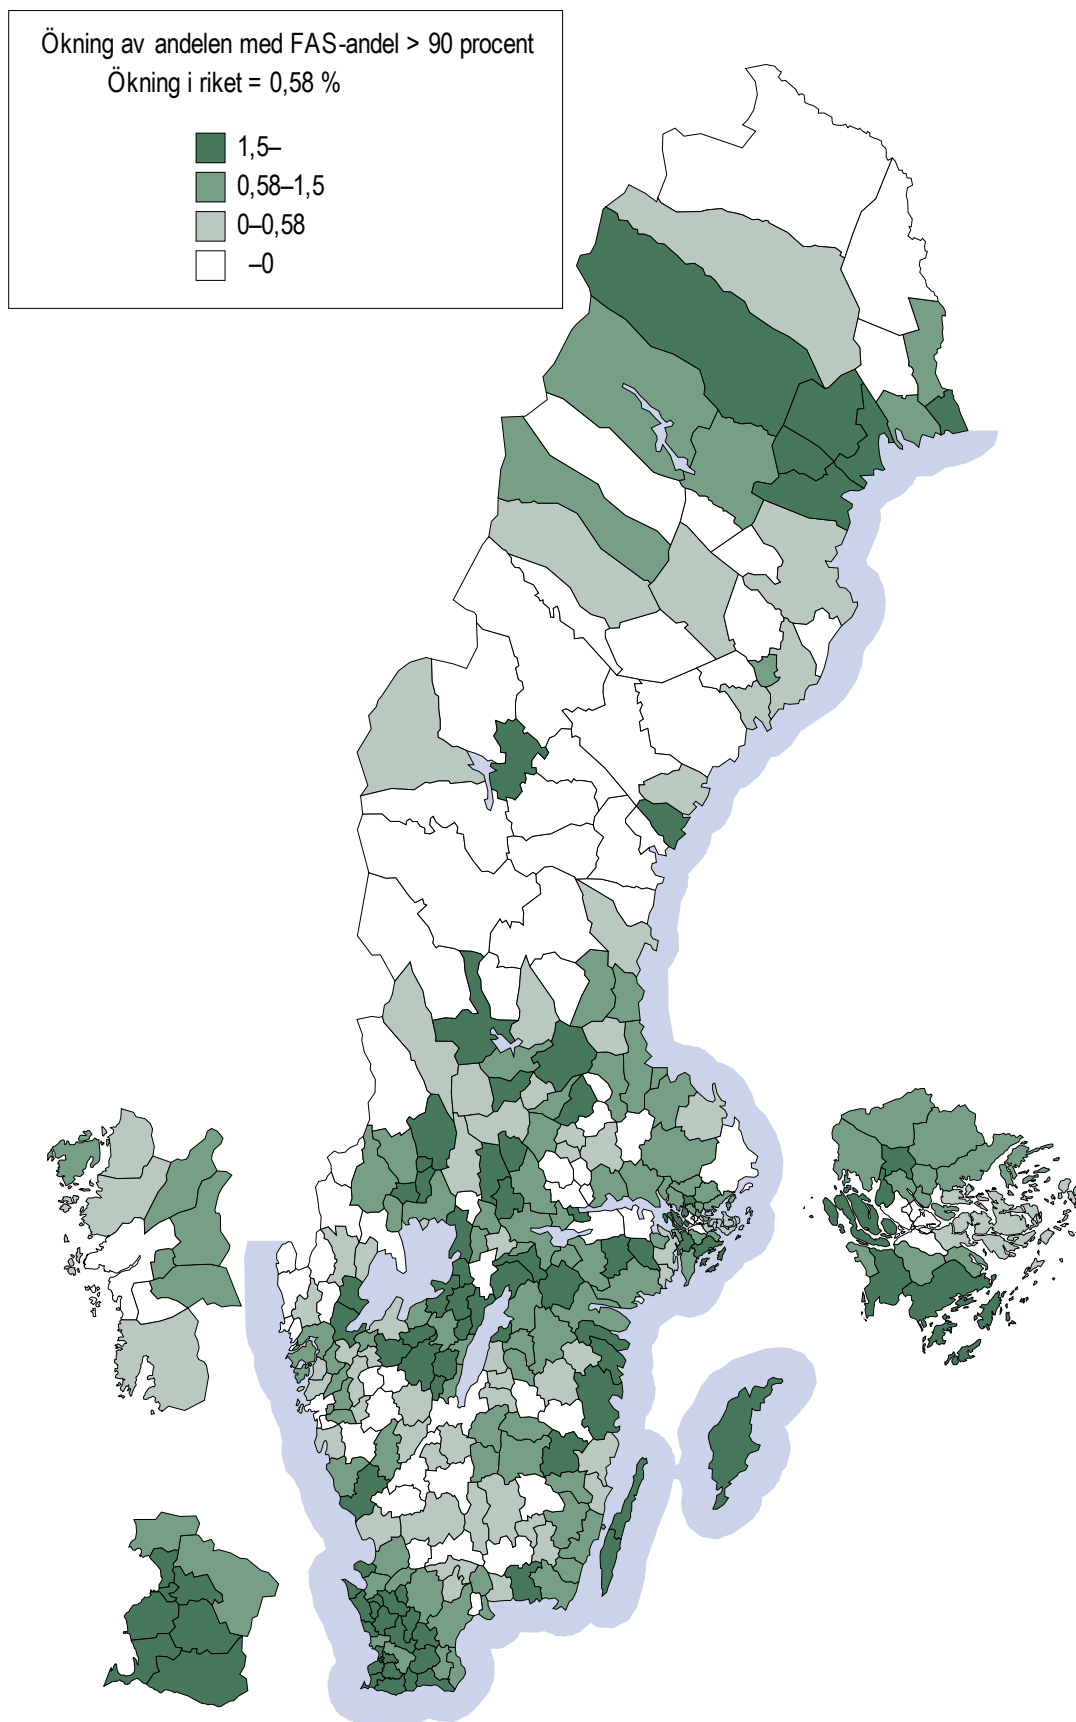 Ökning av andelen med FAS-andel > 90 procent
Ökning i riket = 0,58 %
1,5–
0,58–1,5
0–0,58
–0